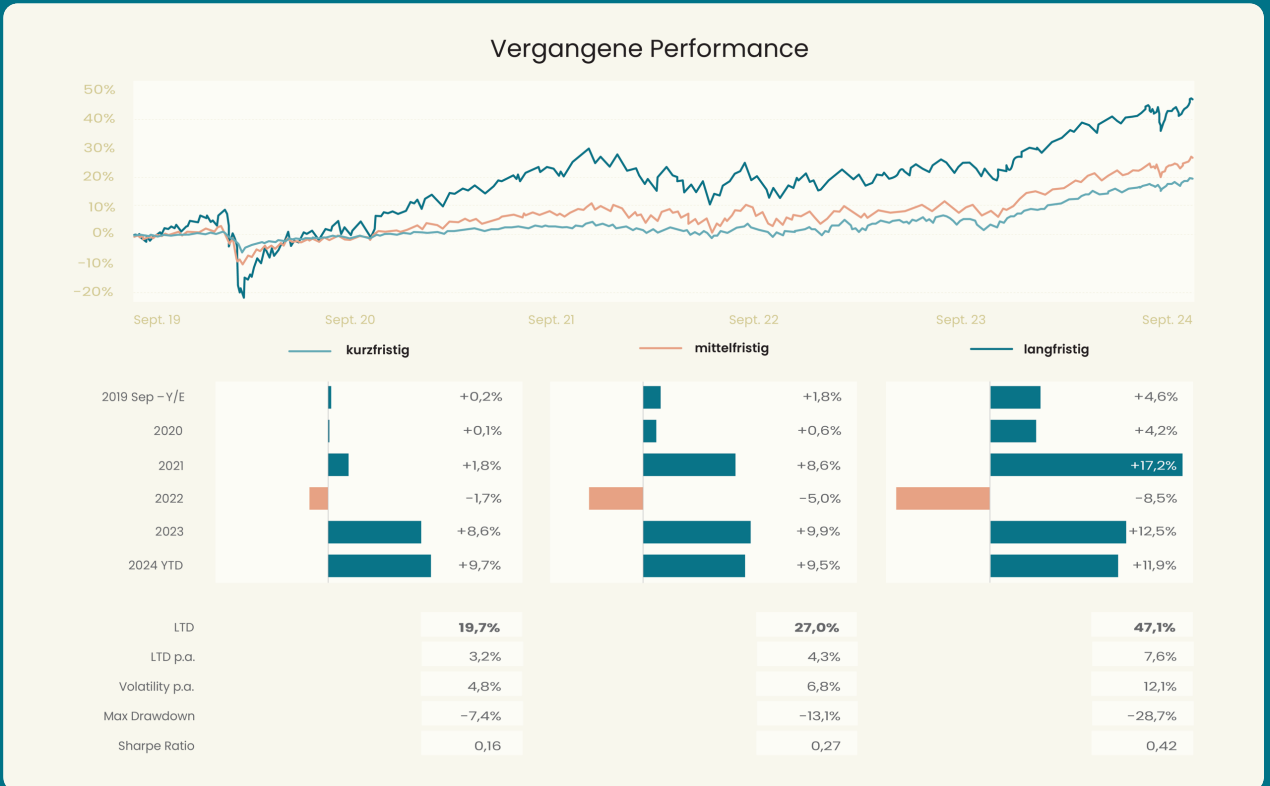 Vergangene Performance
50%
40%
30%
20%
10%
0%
−10%
−20%
Sept. 19 Sept. 20 Sept. 21 Sept. 22 Sept. 23 Sept. 24
kurzfristig mittelfristig langfristig
2019 Sep – Y/E +0,2% +1,8% +4,6%
2020 +0,1% +0,6% +4,2%
2021 +1,8% +8,6% +17,2%
2022 −1,7% −5,0% −8,5%
2023 +8,6% +9,9% +12,5%
2024 YTD +9,7% +9,5% +11,9%
LTD 19,7% 27,0% 47,1%
LTD p.a. 3,2% 4,3% 7,6%
Volatility p.a. 4,8% 6,8% 12,1%
Max Drawdown −7,4% −13,1% −28,7%
Sharpe Ratio 0,16 0,27 0,42